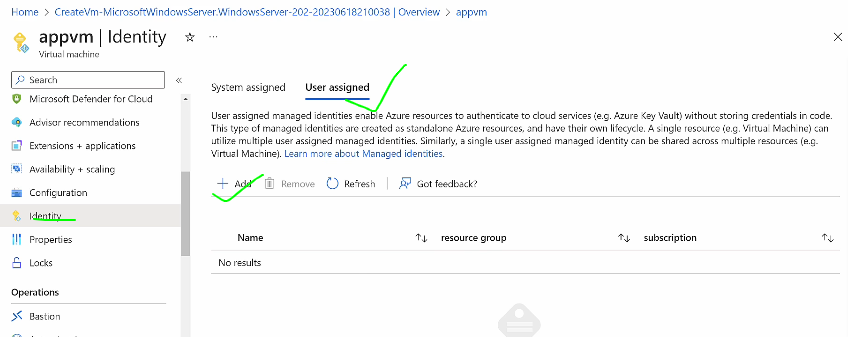 Home > CreateVm-MicrosoftWindowsServer.WindowsServer-202-20230618210038 | Overview > appvm
appvm | Identity
Virtual machine
Search
Microsoft Defender for Cloud
Advisor recommendations
Extensions + applications
Availability + scaling
Configuration
Identity
Properties
Locks
Operations
Bastion
System assigned User assigned
User assigned managed identities enable Azure resources to authenticate to cloud services (e.g. Azure Key Vault) without storing credentials in code.
This type of managed identities are created as standalone Azure resources, and have their own lifecycle. A single resource (e.g. Virtual Machine) can
utilize multiple user assigned managed identities. Similarly, a single user assigned managed identity can be shared across multiple resources (e.g.
Virtual Machine). Learn more about Managed identities.
Add Remove Refresh Got feedback?
Name resource group subscription
No results